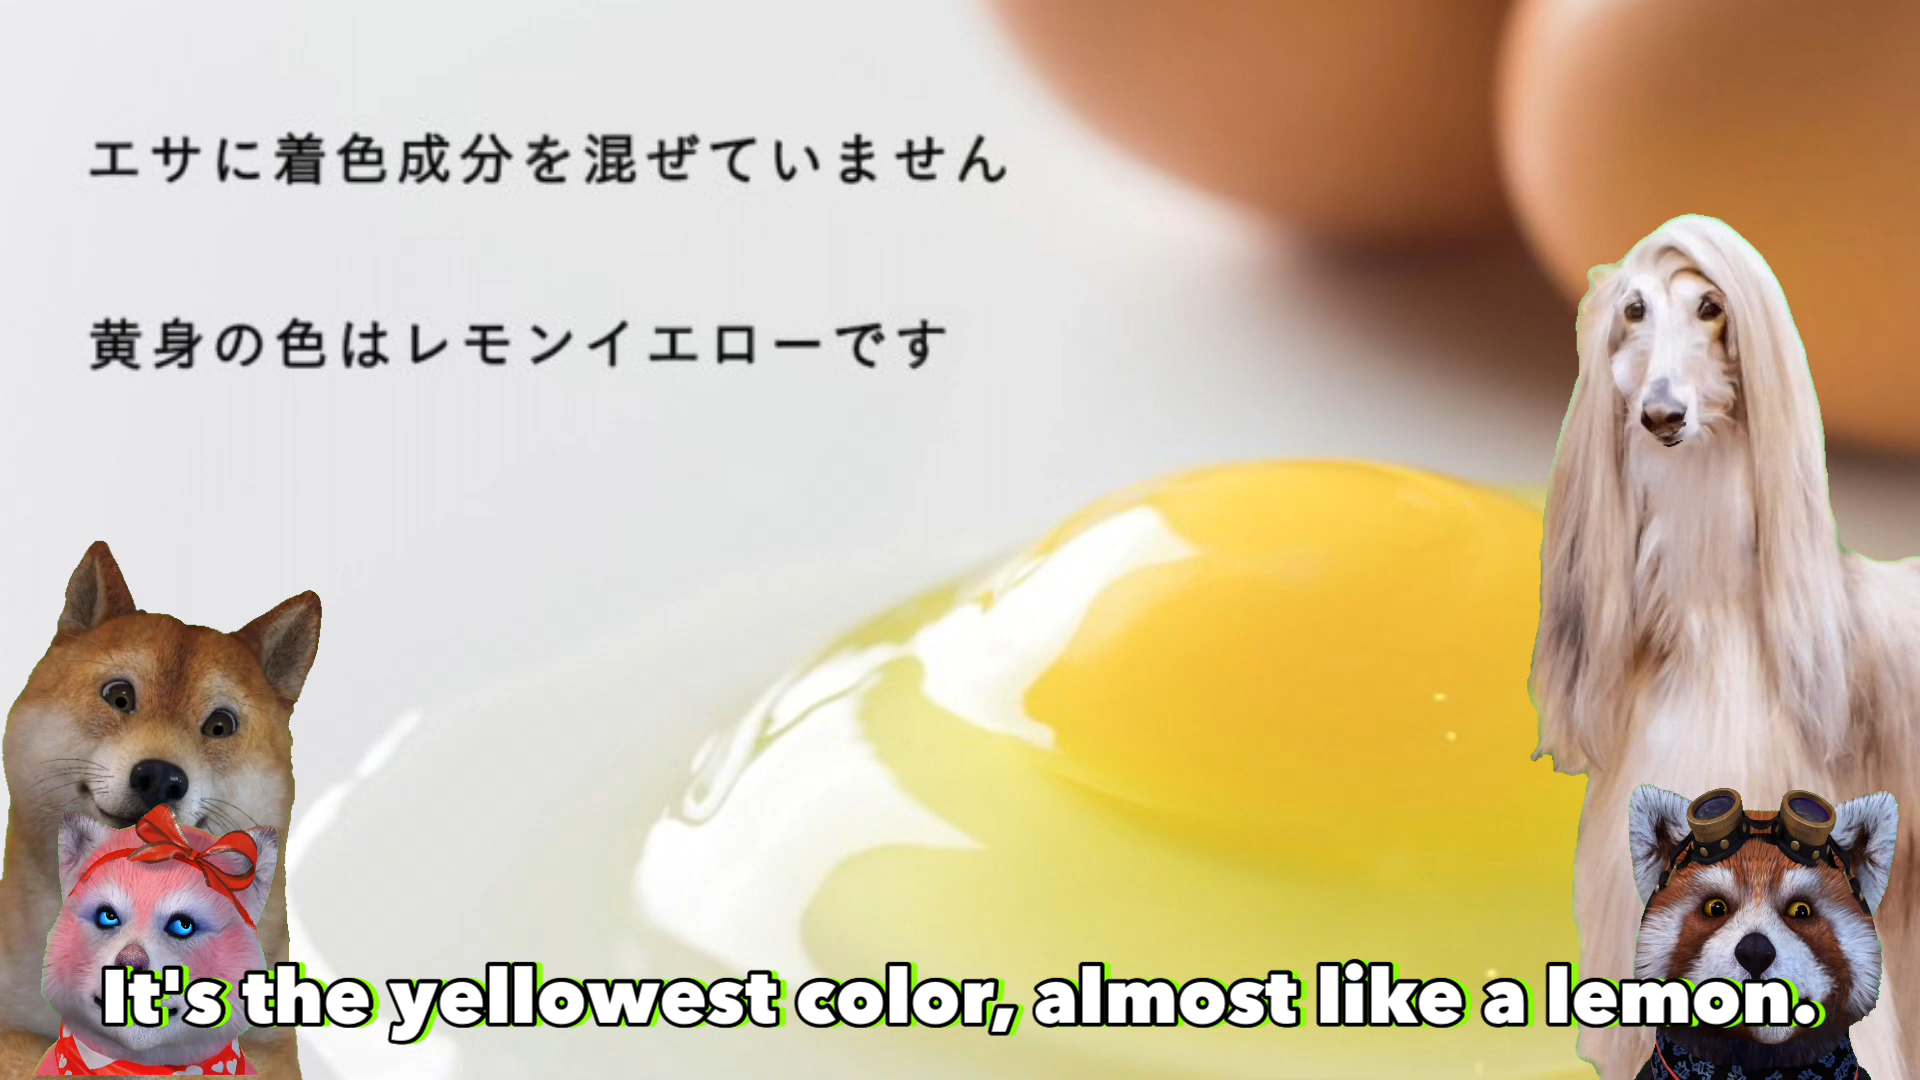 エサに着色成分を混ぜていません
黄身の色はレモンイエローです
It's the yellowest color, almost like a lemon.